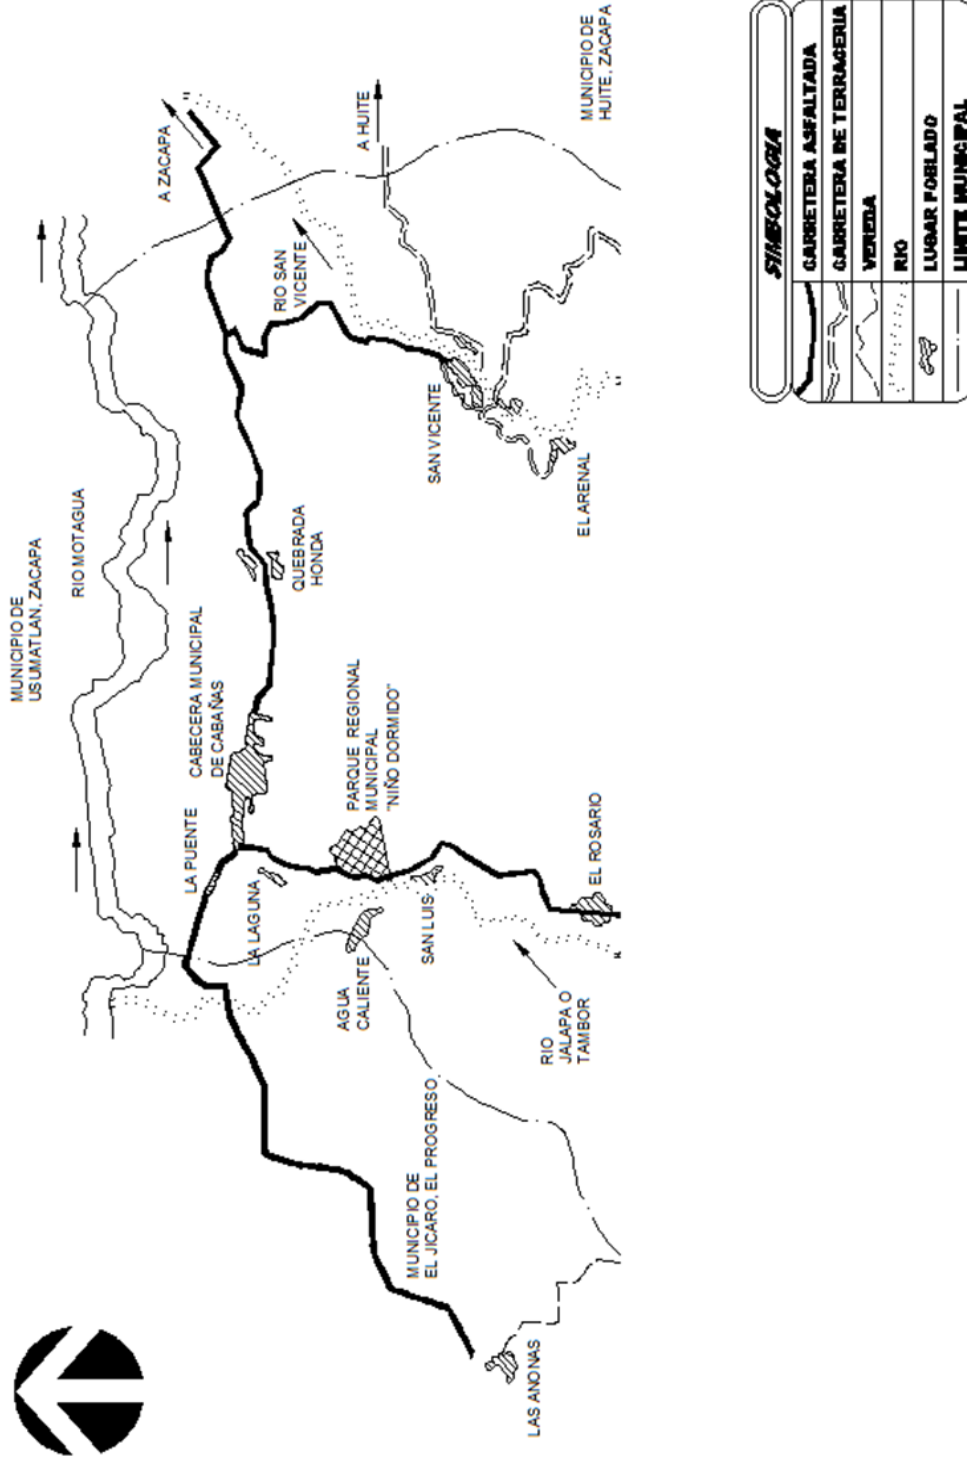 MUNICIPIO DE
USUMATLAN, ZACAPA
RIO MOTAGUA
A ZACAPA
A HUITE
MUNICIPIO DE
HUITE, ZACAPA
RIO SAN
VICENTE
SAN VICENTE
EL ARENAL
QUEBRADA
HONDA
CABECERA MUNICIPAL
DE CABAÑAS
LA PUENTE
LA LAGUNA
PARQUE REGIONAL
MUNICIPAL
"NIÑO DORMIDO"
AGUA
CALIENTE
SAN LUIS
EL ROSARIO
RIO
JALAPA O
TAMBOR
MUNICIPIO DE
EL JICARO, EL PROGRESO
LAS ANONAS
SIMBOLOGIA
CARRETERA ASFALTADA
CARRETERA DE TERRACERIA
VEREDA
RIO
LUGAR POBLADO
LIMITE MUNICIPAL